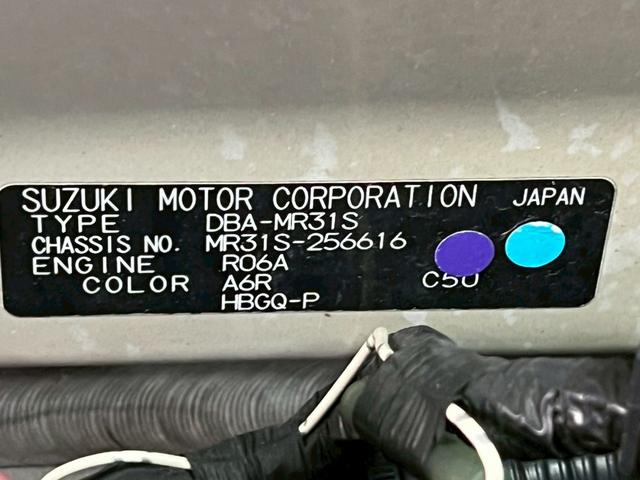 SUZUKI MOTOR CORPORATION JAPAN
TYPE DBA-MR31S
CHASSIS NO. MR31S-256616
ENGINE R06A
COLOR A6R C5U
HBGQ-P